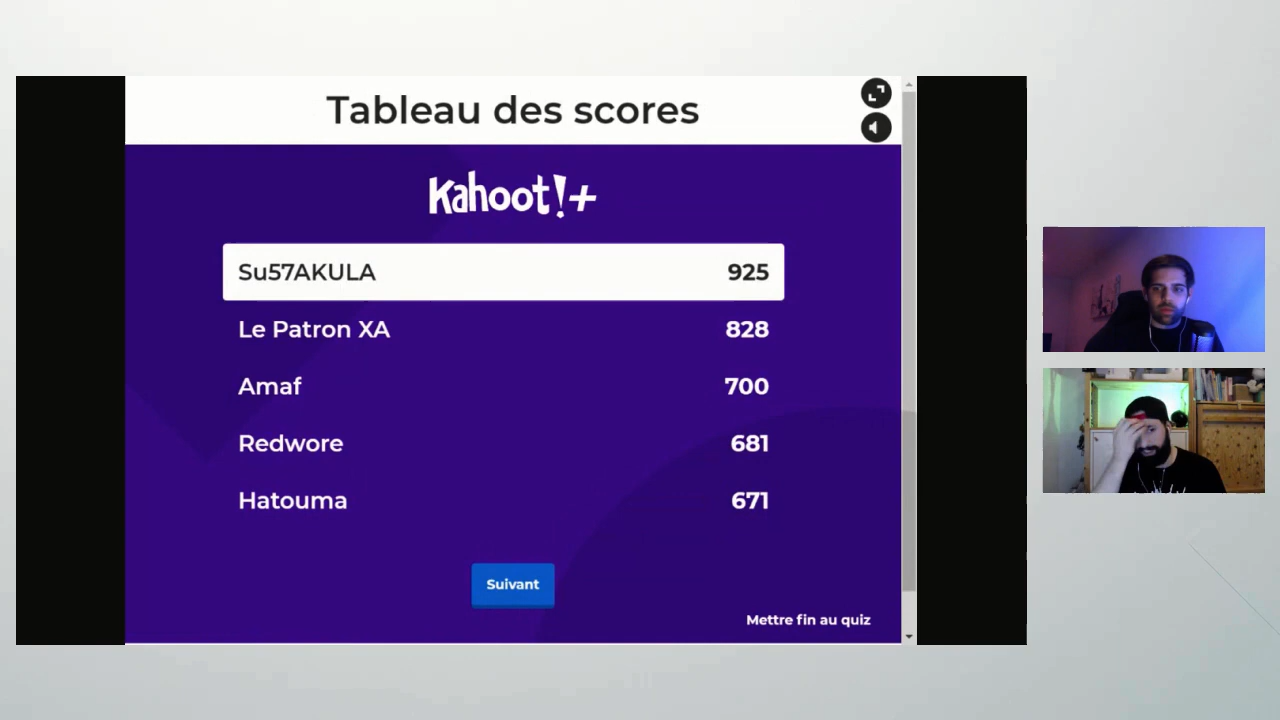 Tableau des scores
Kahoot!+
Su57AKULA 925
Le Patron XA 828
Amaf 700
Redwore 681
Hatouma 671
Suivant
Mettre fin au quiz